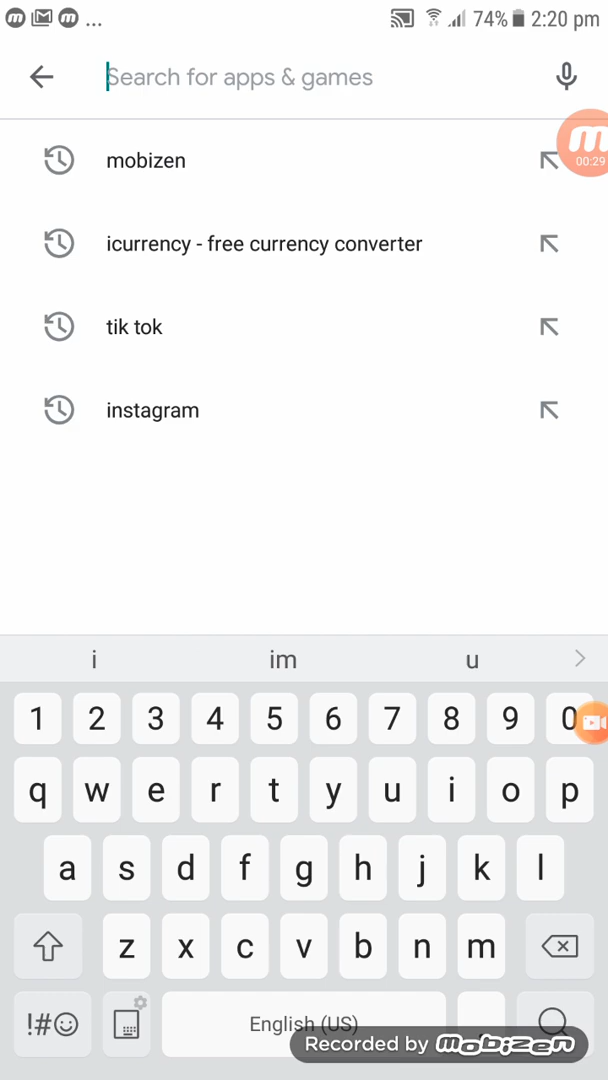 74% 2:20 pm
Search for apps & games
mobizen
00:29
icurrency - free currency converter
tik tok
instagram
i im u
1 2 3 4 5 6 7 8 9 0
q w e r t y u i o p
a s d f g h j k l
z x c v b n m
!#☺ English (US)
Recorded by mobizen